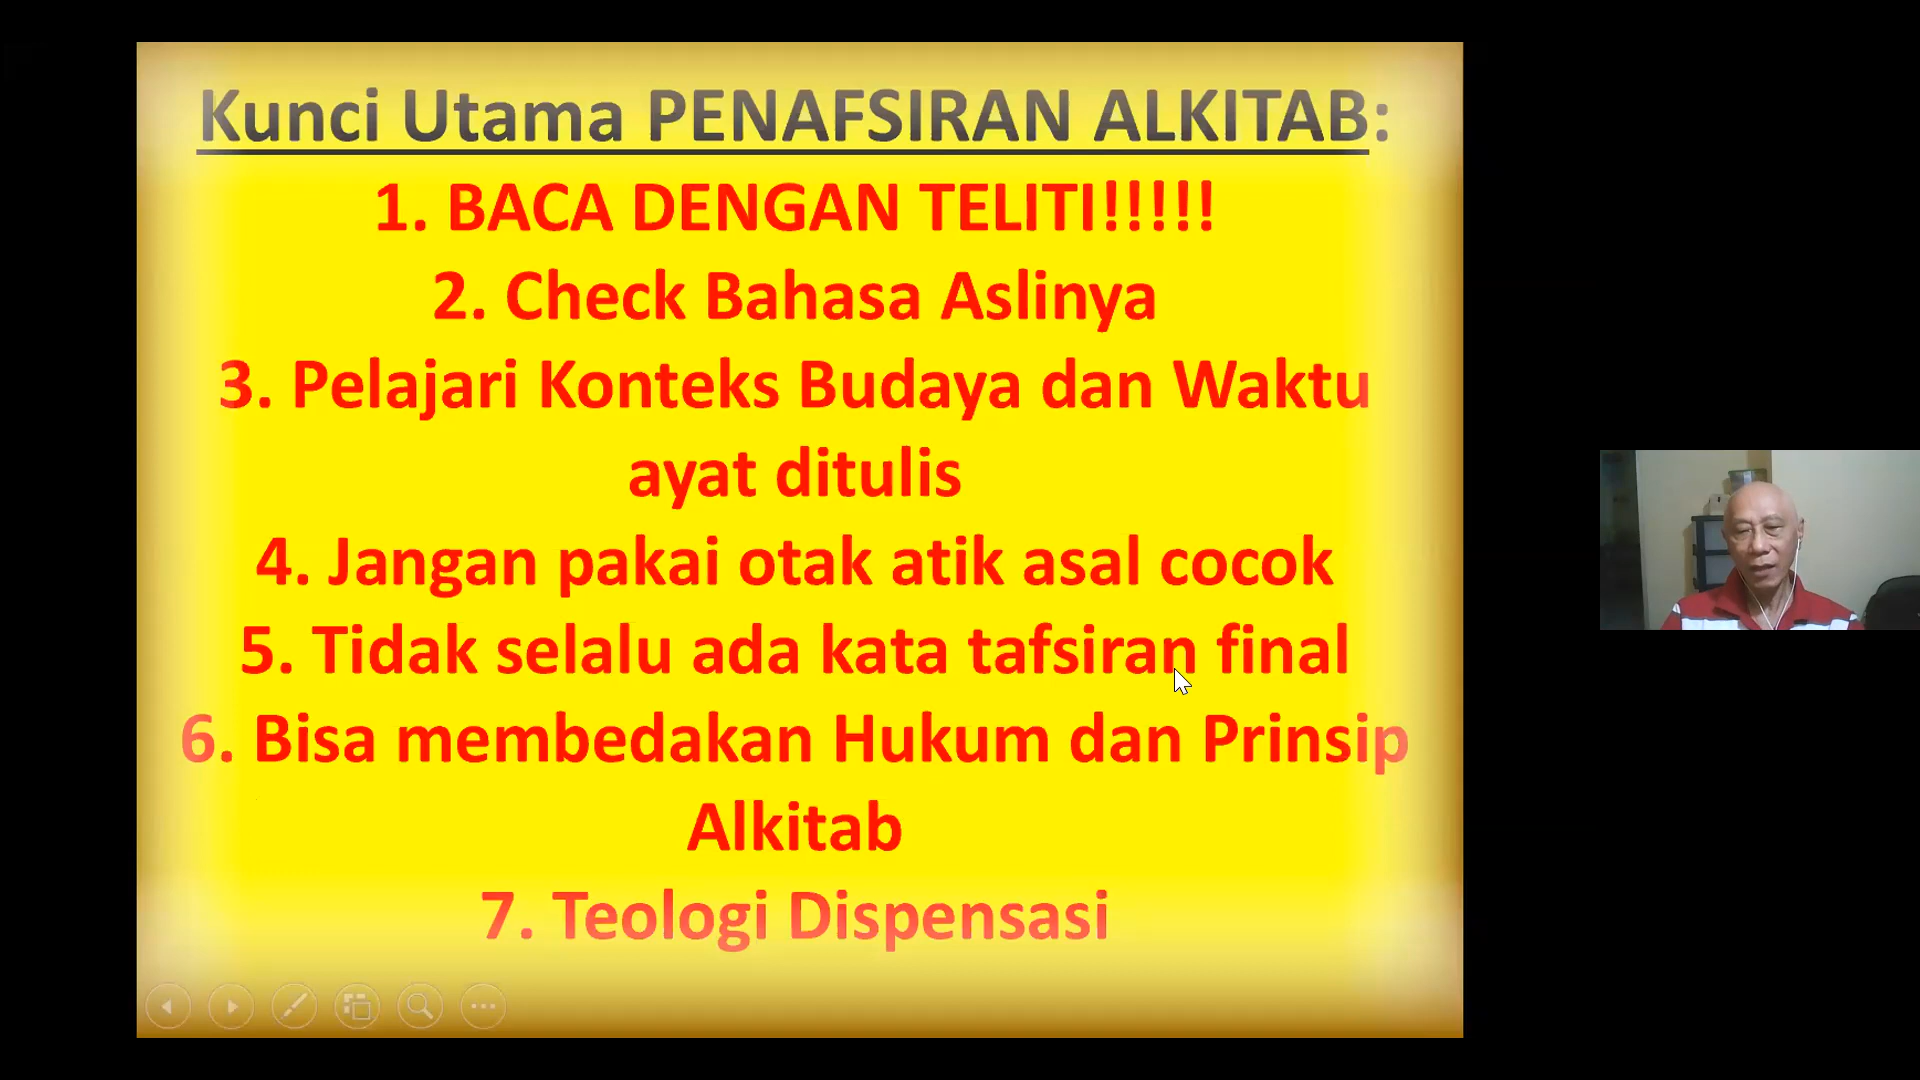 Kunci Utama PENAFSIRAN ALKITAB:
1. BACA DENGAN TELITI!!!!!
2. Check Bahasa Aslinya
3. Pelajari Konteks Budaya dan Waktu
ayat ditulis
4. Jangan pakai otak atik asal cocok
5. Tidak selalu ada kata tafsiran final
6. Bisa membedakan Hukum dan Prinsip
Alkitab
7. Teologi Dispensasi